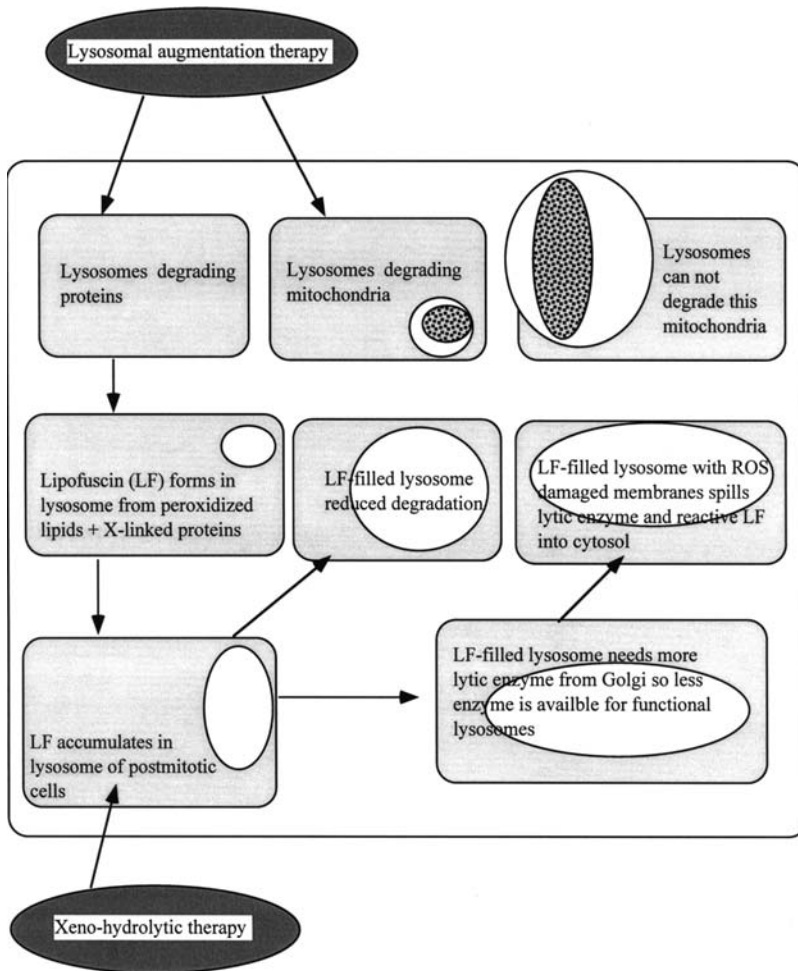 Lysosomal augmentation therapy
Lysosomes degrading
proteins
Lysosomes degrading
mitochondria
Lysosomes
can not
degrade this
mitochondria
Lipofuscin (LF) forms in
lysosome from peroxidized
lipids + X-linked proteins
LF-filled lysosome
reduced degradation
LF-filled lysosome with ROS
damaged membranes spills
lytic enzyme and reactive LF
into cytosol
LF accumulates in
lysosome of postmitotic
cells
LF-filled lysosome needs more
lytic enzyme from Golgi so less
enzyme is availble for functional
lysosomes
Xeno-hydrolytic therapy